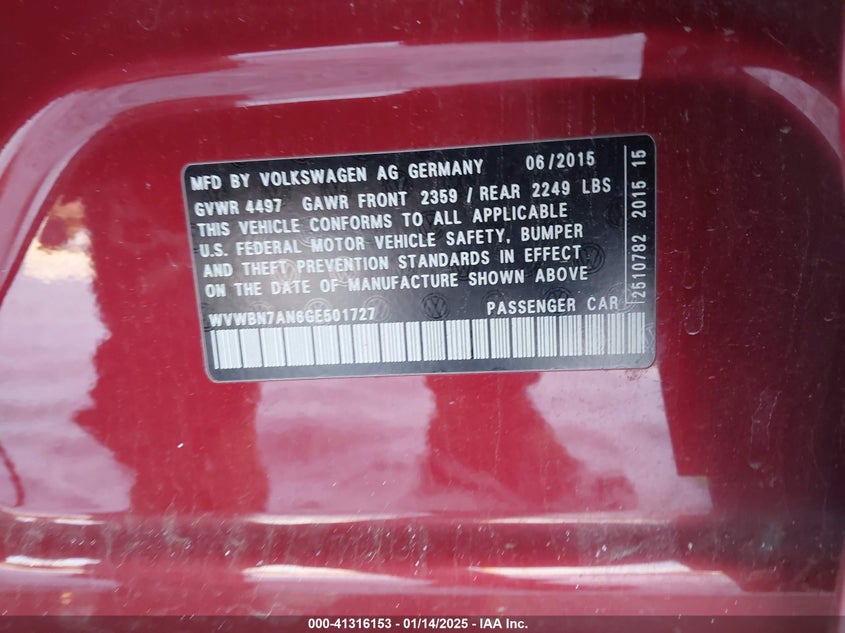 MFD BY VOLKSWAGEN AG GERMANY 06/2015
GVWR 4497 GAWR FRONT 2359 / REAR 2249 LBS
THIS VEHICLE CONFORMS TO ALL APPLICABLE
U.S. FEDERAL MOTOR VEHICLE SAFETY, BUMPER
AND THEFT PREVENTION STANDARDS IN EFFECT
ON THE DATE OF MANUFACTURE SHOWN ABOVE
WVWBN7AN6GE501727 PASSENGER CAR
2510782 2015 15
000-41316153 - 01/14/2025 - IAA Inc.